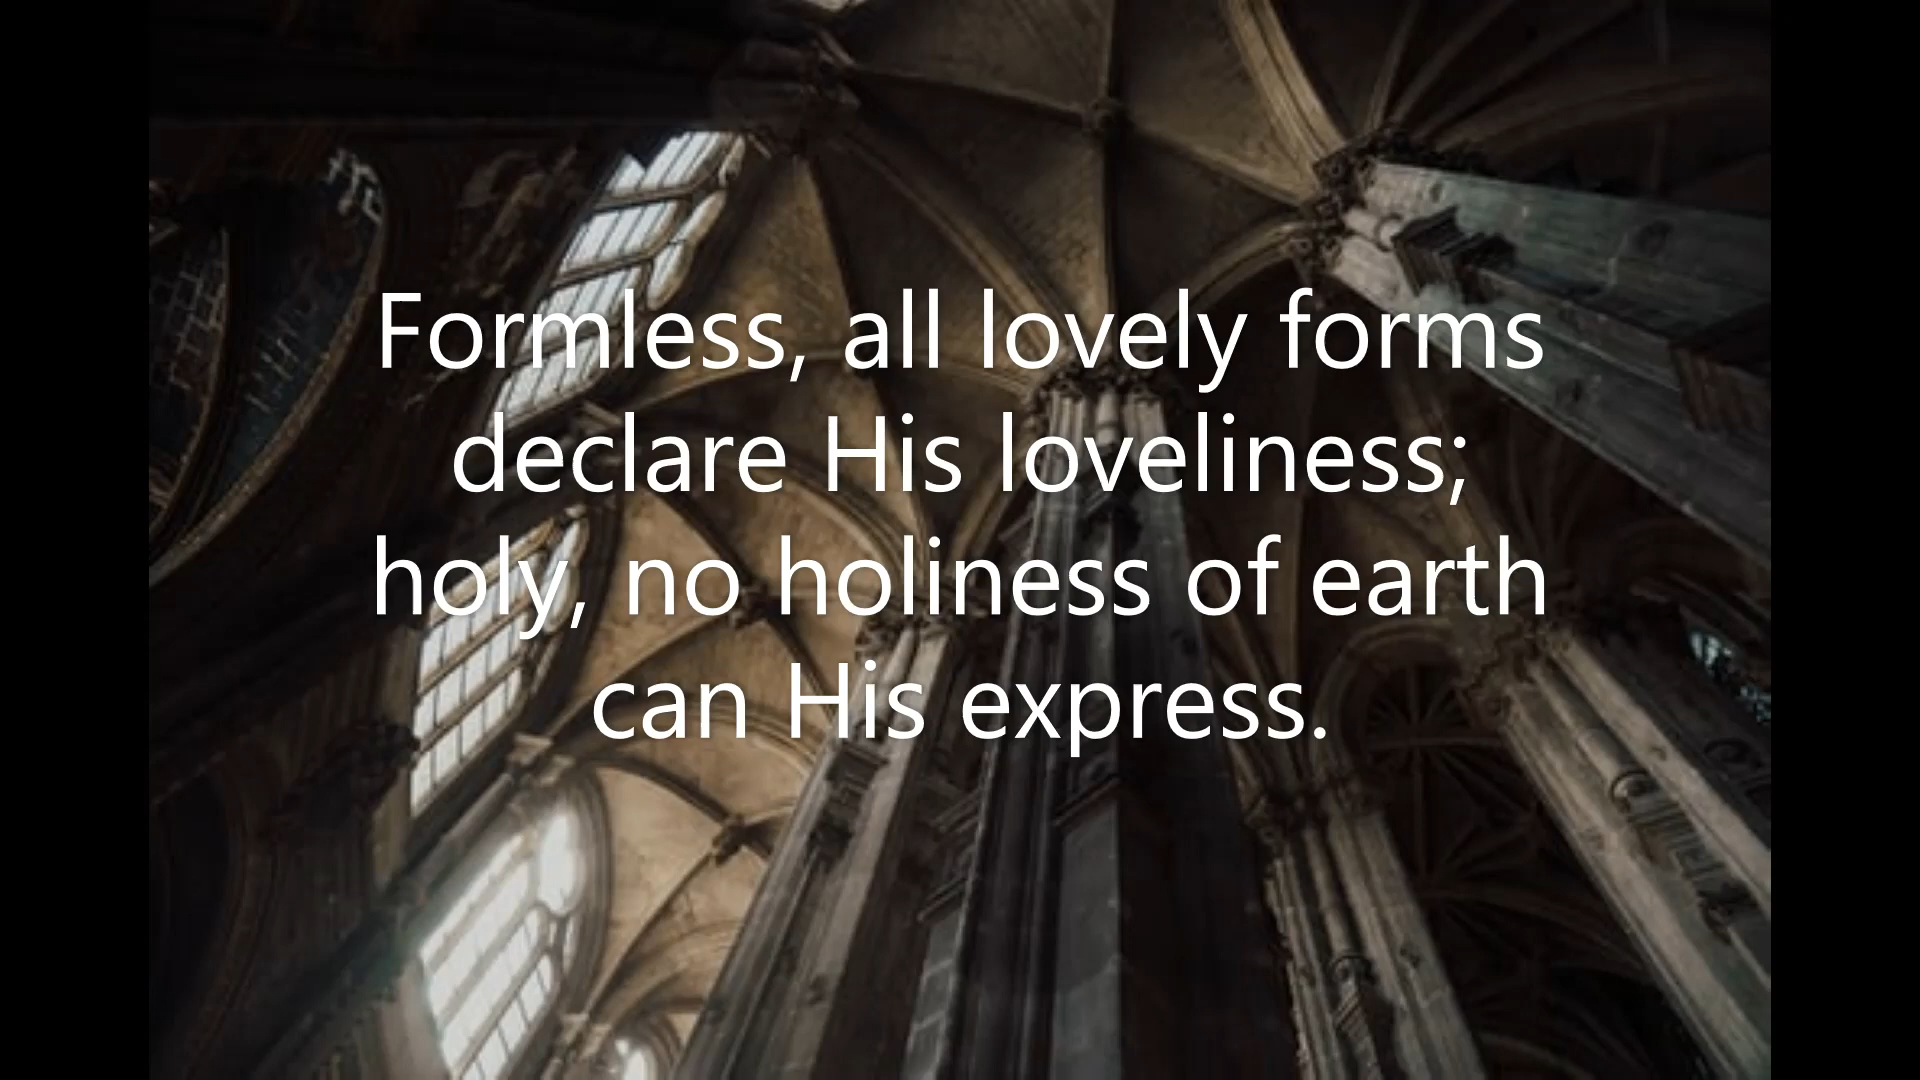 Formless, all lovely forms
declare His loveliness;
holy, no holiness of earth
can His express.